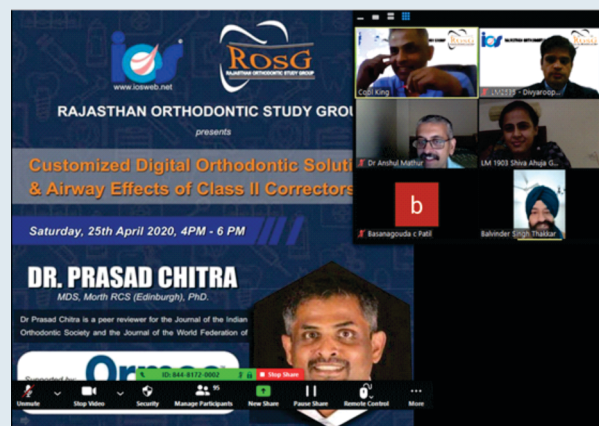 ios
www.iosweb.net
ROSG
RAJASTHAN ORTHODONTIC STUDY GROUP
RAJASTHAN ORTHODONTIC STUDY GROU
presents
Customized Digital Orthodontic Soluti
& Airway Effects of Class II Correctors
Saturday, 25th April 2020, 4PM - 6 PM
DR. PRASAD CHITRA
MDS, Morth RCS (Edinburgh), PhD.
Dr Prasad Chitra is a peer reviewer for the Journal of the Indian
Orthodontic Society and the Journal of the World Federation of
Cool King
- Divyaroop...
Dr Anshul Mathur
LM 1903 Shiva Ahuja G...
b
Basanagouda c Patil
Balvinder Singh Thakkar
ID: 844-8172-0002
Stop Share
Unmute
Stop Video
Security
95
Manage Participants
New Share
Pause Share
Remote Control
More